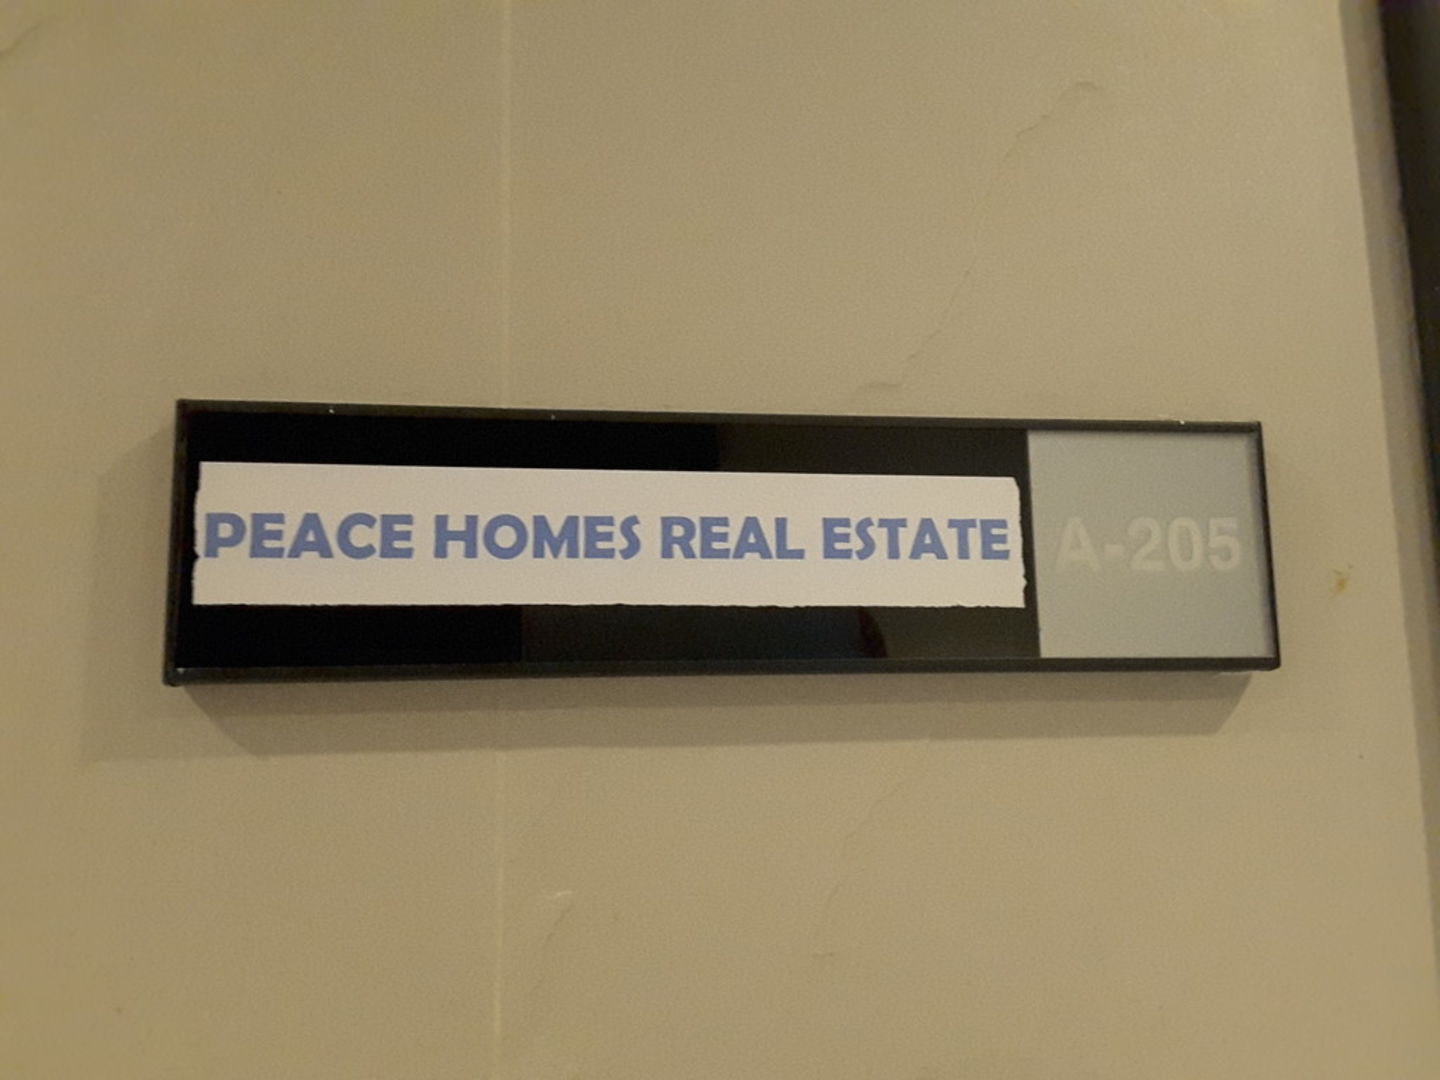 PEACE HOMES REAL ESTATE
A-205